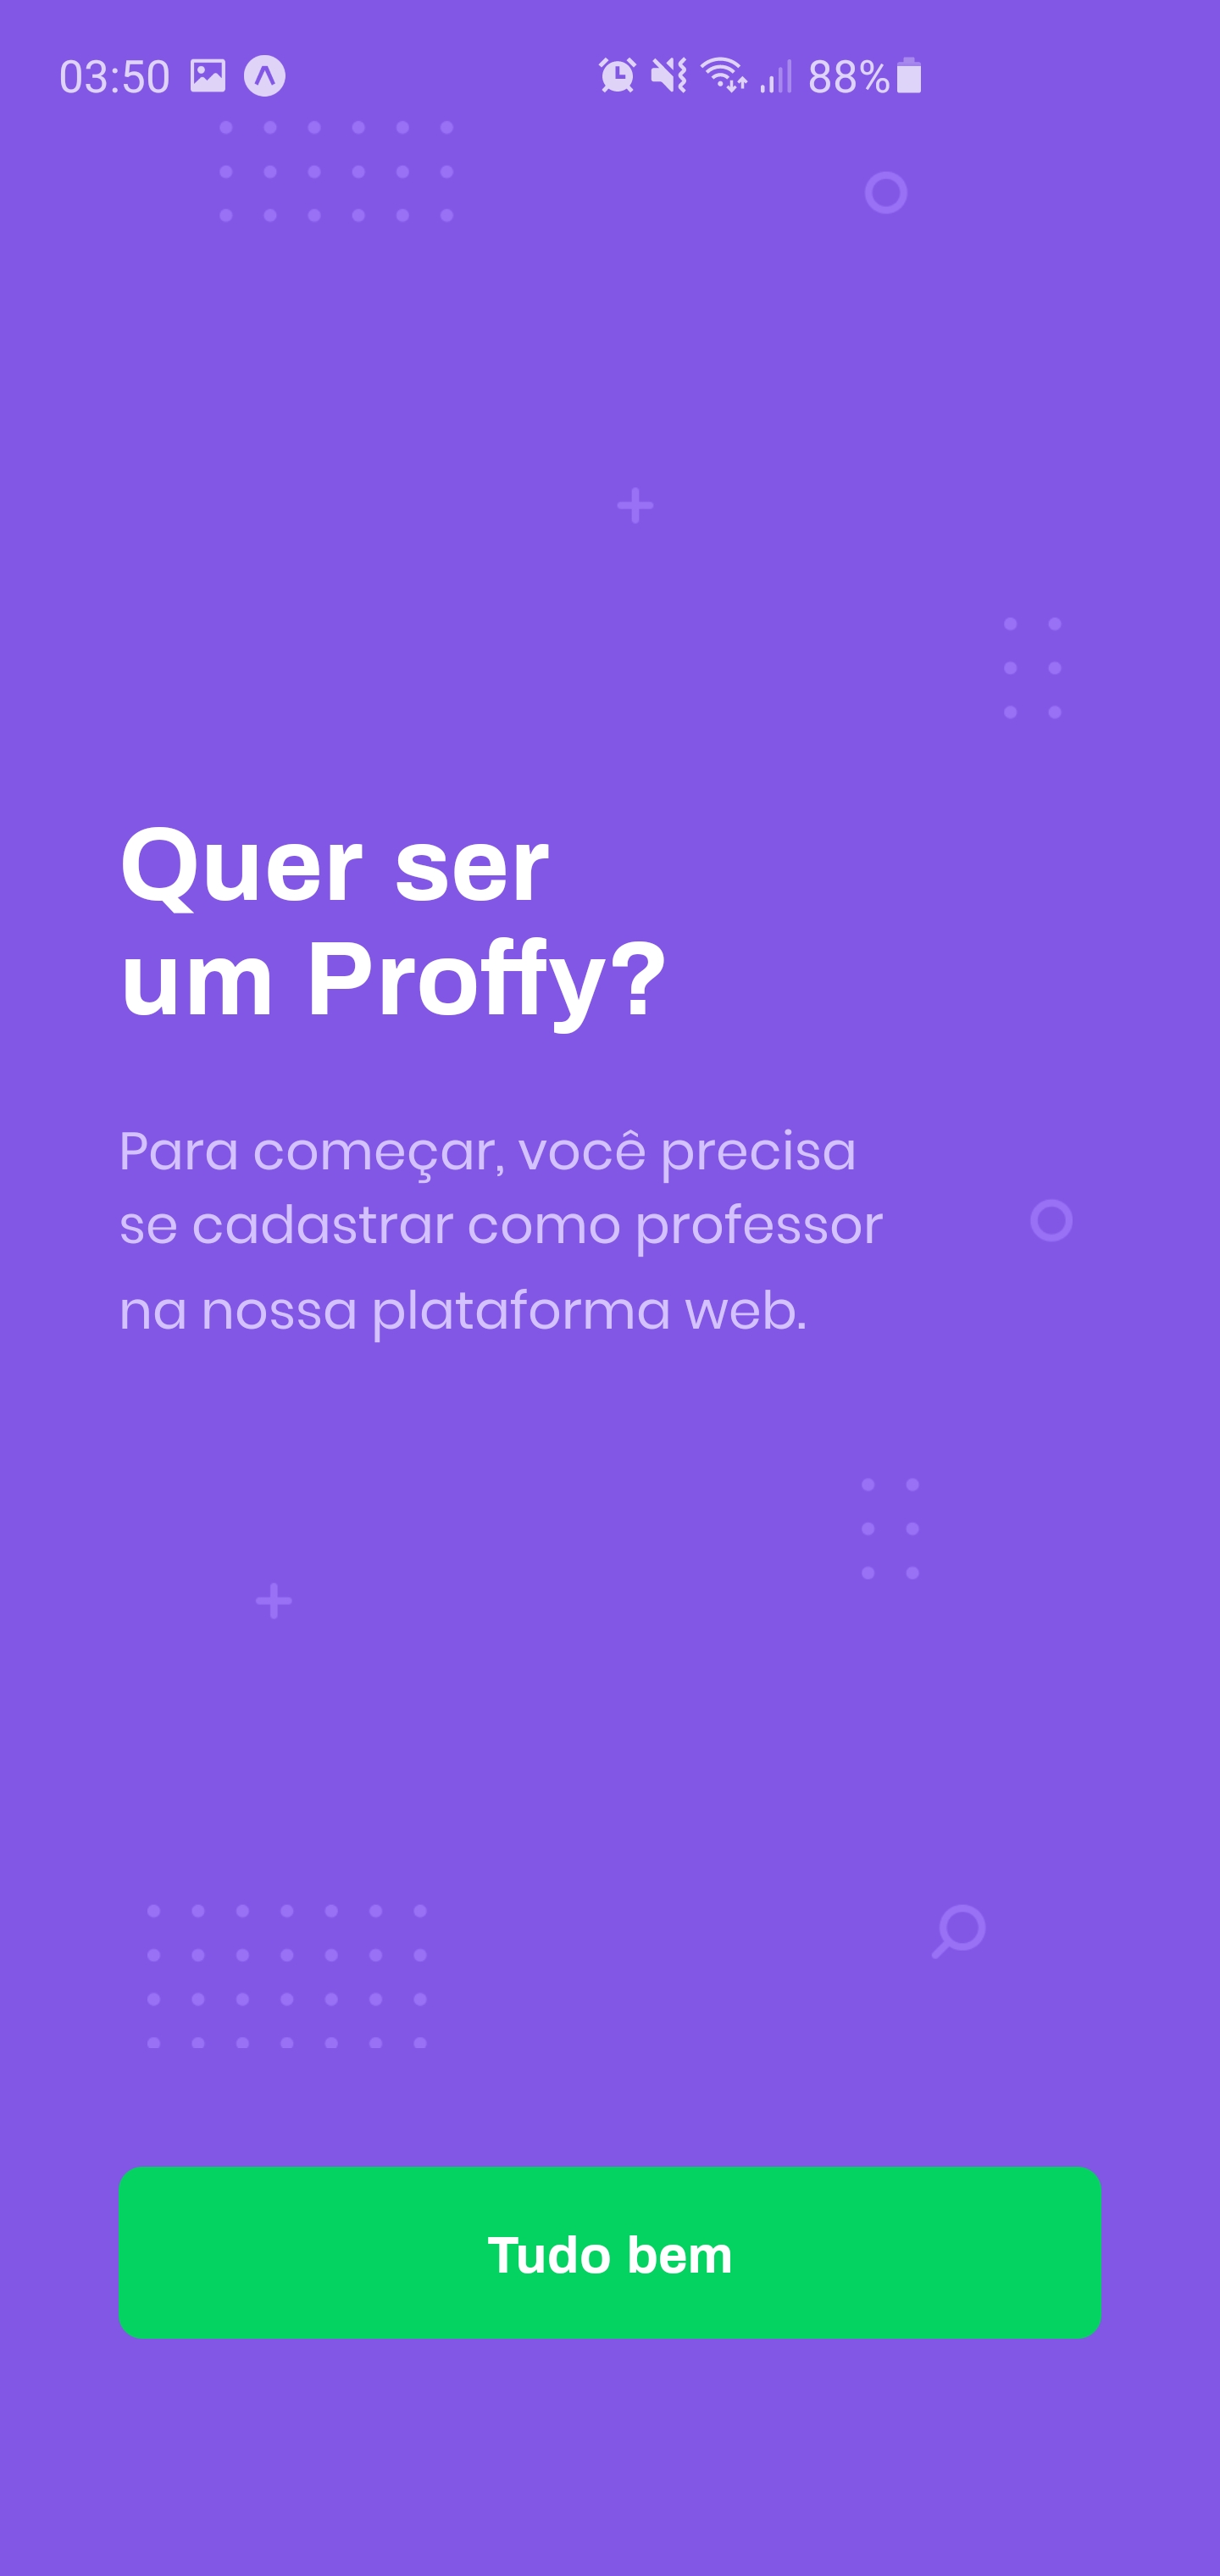 03:50 88%
Quer ser
um Proffy?
Para começar, você precisa
se cadastrar como professor
na nossa plataforma web.
Tudo bem